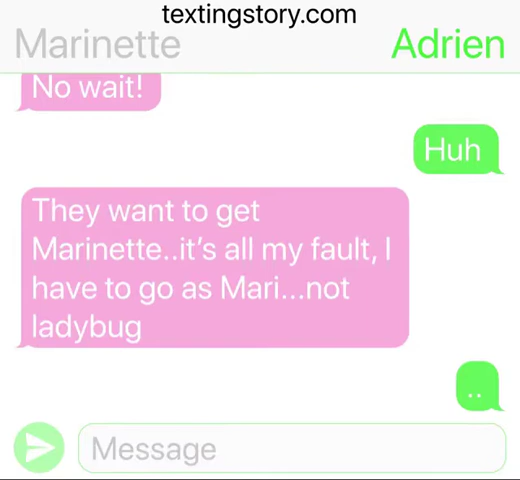 textingstory.com
Marinette
Adrien
No wait!
Huh
They want to get
Marinette..it’s all my fault, I
have to go as Mari...not
ladybug
..
Message